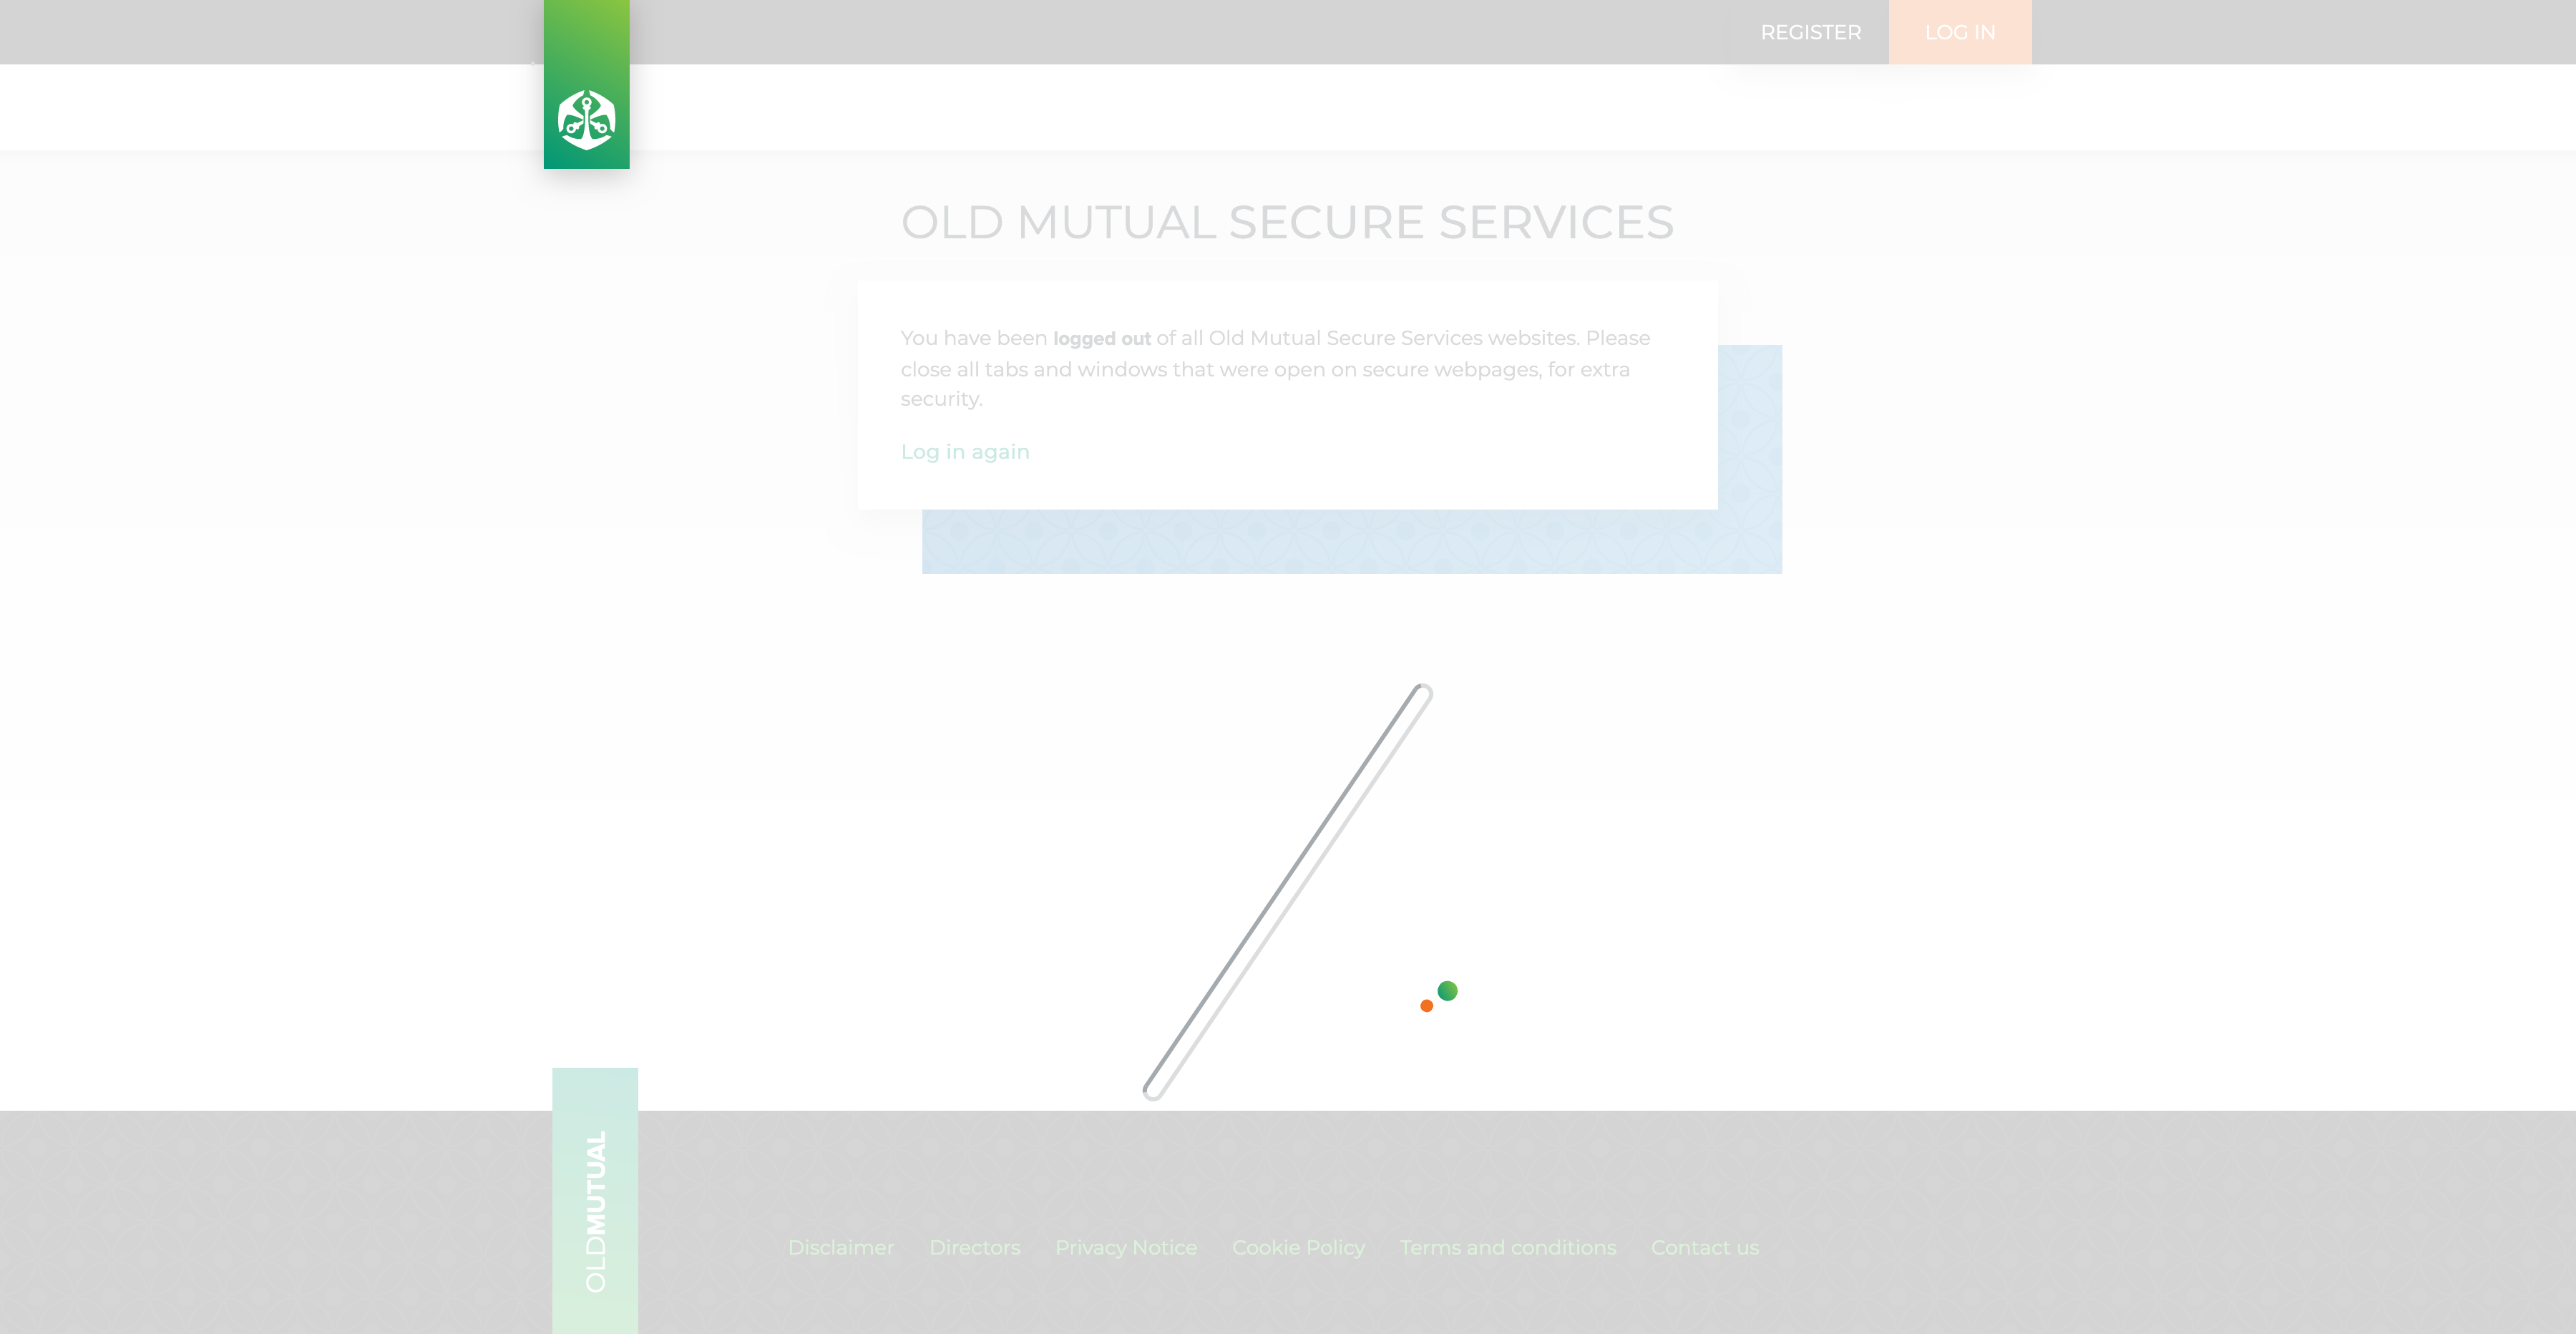 REGISTER
LOG IN
OLD MUTUAL SECURE SERVICES
You have been logged out of all Old Mutual Secure Services websites. Please
close all tabs and windows that were open on secure webpages, for extra
security.
Log in again
OLDMUTUAL
Disclaimer
Directors
Privacy Notice
Cookie Policy
Terms and conditions
Contact us